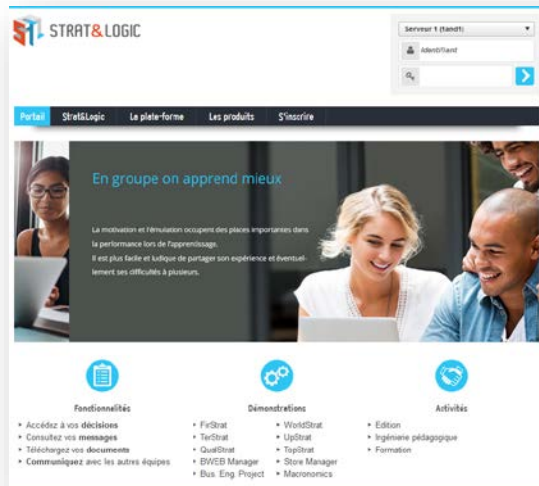 STRAT&LOGIC
Serveur 1 (1and1)
Identifiant
Portail Strat&Logic La plate-forme Les produits S'inscrire
En groupe on apprend mieux
La motivation et l'émulation occupent des places importantes dans
la performance lors de l'apprentissage.
Il est plus facile et ludique de partager son expérience et éventuel-
lement ses difficultés à plusieurs.
Fonctionnalités
Accédez à vos décisions
Consultez vos messages
Téléchargez vos documents
Communiquez avec les autres équipes
Démonstrations
FirStrat
TerStrat
QualStrat
BWEB Manager
Bus. Eng. Project
WorldStrat
UpStrat
TopStrat
Store Manager
Macronomics
Activités
Edition
Ingénierie pédagogique
Formation